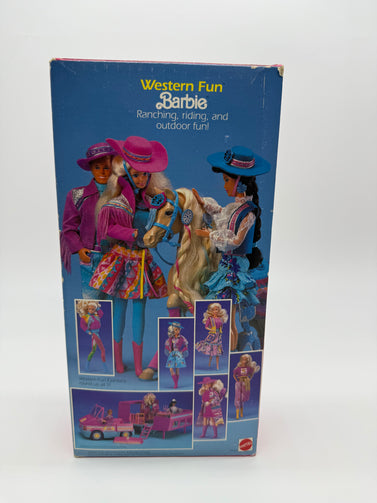 Western Fun
Barbie
Ranching, riding, and
outdoor fun!
Western Fun Fashions
MATTEL